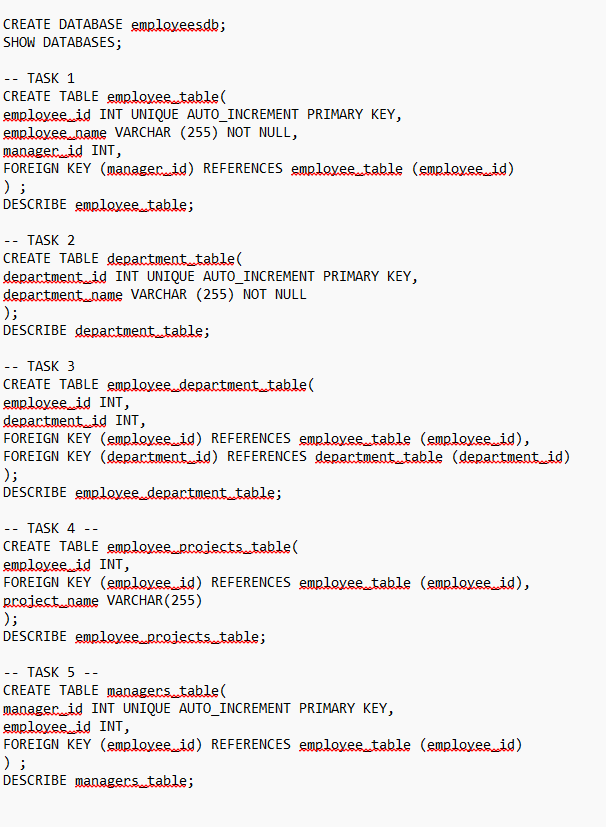 CREATE DATABASE employeesdb;
SHOW DATABASES;
-- TASK 1
CREATE TABLE employee_table(
employee_id INT UNIQUE AUTO_INCREMENT PRIMARY KEY,
employee_name VARCHAR (255) NOT NULL,
manager_id INT,
FOREIGN KEY (manager_id) REFERENCES employee_table (employee_id)
) ;
DESCRIBE employee_table;
-- TASK 2
CREATE TABLE department_table(
department_id INT UNIQUE AUTO_INCREMENT PRIMARY KEY,
department_name VARCHAR (255) NOT NULL
);
DESCRIBE department_table;
-- TASK 3
CREATE TABLE employee_department_table(
employee_id INT,
department_id INT,
FOREIGN KEY (employee_id) REFERENCES employee_table (employee_id),
FOREIGN KEY (department_id) REFERENCES department_table (department_id)
);
DESCRIBE employee_department_table;
-- TASK 4 --
CREATE TABLE employee_projects_table(
employee_id INT,
FOREIGN KEY (employee_id) REFERENCES employee_table (employee_id),
project_name VARCHAR(255)
);
DESCRIBE employee_projects_table;
-- TASK 5 --
CREATE TABLE managers_table(
manager_id INT UNIQUE AUTO_INCREMENT PRIMARY KEY,
employee_id INT,
FOREIGN KEY (employee_id) REFERENCES employee_table (employee_id)
) ;
DESCRIBE managers_table;